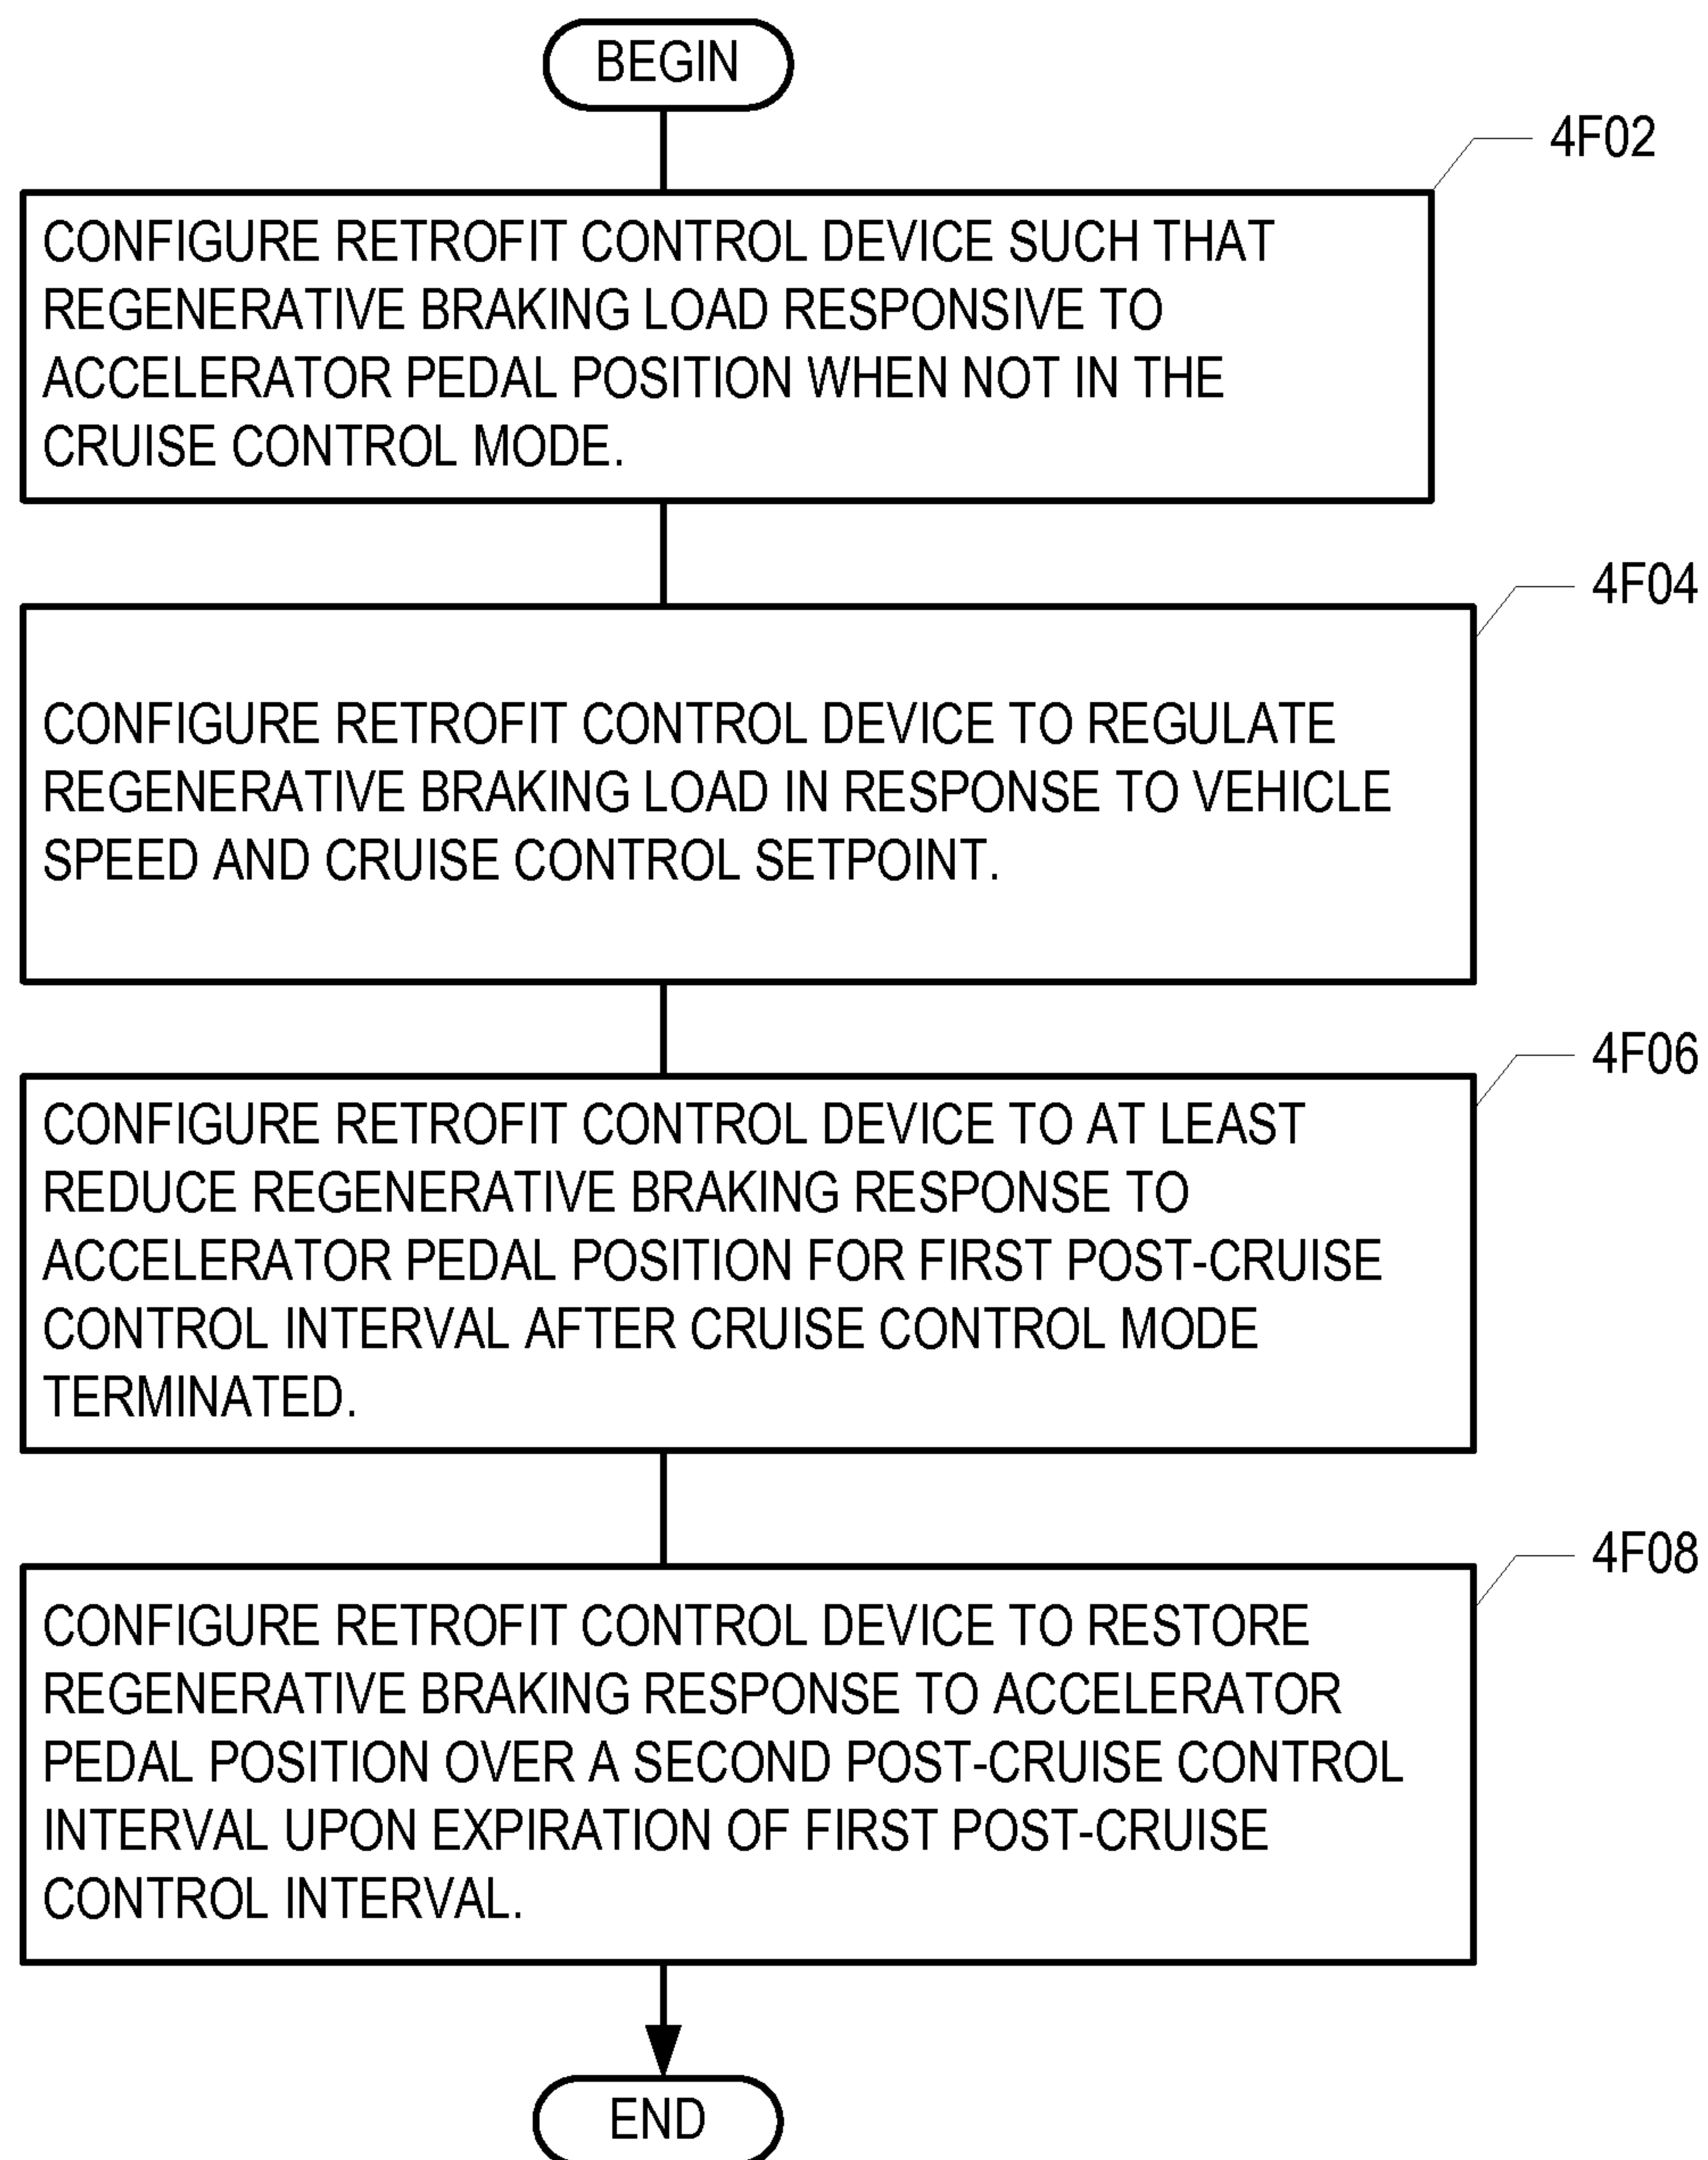 BEGIN
4F02
CONFIGURE RETROFIT CONTROL DEVICE SUCH THAT
REGENERATIVE BRAKING LOAD RESPONSIVE TO
ACCELERATOR PEDAL POSITION WHEN NOT IN THE
CRUISE CONTROL MODE.
4F04
CONFIGURE RETROFIT CONTROL DEVICE TO REGULATE
REGENERATIVE BRAKING LOAD IN RESPONSE TO VEHICLE
SPEED AND CRUISE CONTROL SETPOINT.
4F06
CONFIGURE RETROFIT CONTROL DEVICE TO AT LEAST
REDUCE REGENERATIVE BRAKING RESPONSE TO
ACCELERATOR PEDAL POSITION FOR FIRST POST-CRUISE
CONTROL INTERVAL AFTER CRUISE CONTROL MODE
TERMINATED.
4F08
CONFIGURE RETROFIT CONTROL DEVICE TO RESTORE
REGENERATIVE BRAKING RESPONSE TO ACCELERATOR
PEDAL POSITION OVER A SECOND POST-CRUISE CONTROL
INTERVAL UPON EXPIRATION OF FIRST POST-CRUISE
CONTROL INTERVAL.
END